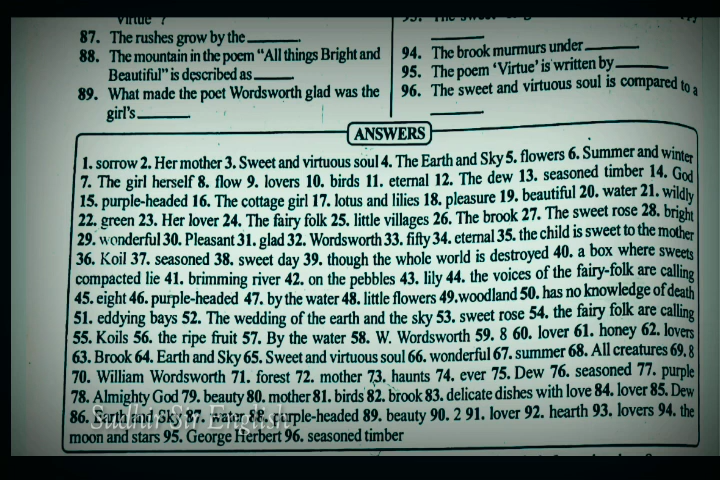 Virtue ?
87. The rushes grow by the ______.
88. The mountain in the poem “All things Bright and
Beautiful” is described as ______
89. What made the poet Wordsworth glad was the
girl’s ______
94. The brook murmurs under ______
95. The poem ‘Virtue’ is written by ______
96. The sweet and virtuous soul is compared to a
______
ANSWERS
1. sorrow 2. Her mother 3. Sweet and virtuous soul 4. The Earth and Sky 5. flowers 6. Summer and winter
7. The girl herself 8. flow 9. lovers 10. birds 11. eternal 12. The dew 13. seasoned timber 14. God
15. purple-headed 16. The cottage girl 17. lotus and lilies 18. pleasure 19. beautiful 20. water 21. wildly
22. green 23. Her lover 24. The fairy folk 25. little villages 26. The brook 27. The sweet rose 28. bright
29. wonderful 30. Pleasant 31. glad 32. Wordsworth 33. fifty 34. eternal 35. the child is sweet to the mother
36. Koil 37. seasoned 38. sweet day 39. though the whole world is destroyed 40. a box where sweets
compacted lie 41. brimming river 42. on the pebbles 43. lily 44. the voices of the fairy-folk are calling
45. eight 46. purple-headed 47. by the water 48. little flowers 49. woodland 50. has no knowledge of death
51. eddying bays 52. The wedding of the earth and the sky 53. sweet rose 54. the fairy folk are calling
55. Koils 56. the ripe fruit 57. By the water 58. W. Wordsworth 59. 8 60. lover 61. honey 62. lovers
63. Brook 64. Earth and Sky 65. Sweet and virtuous soul 66. wonderful 67. summer 68. All creatures 69. 8
70. William Wordsworth 71. forest 72. mother 73. haunts 74. ever 75. Dew 76. seasoned 77. purple
78. Almighty God 79. beauty 80. mother 81. birds 82. brook 83. delicate dishes with love 84. lover 85. Dew
86. Earth and sky 87. water 88. purple-headed 89. beauty 90. 2 91. lover 92. hearth 93. lovers 94. the
moon and stars 95. George Herbert 96. seasoned timber
Sudhir Sir English